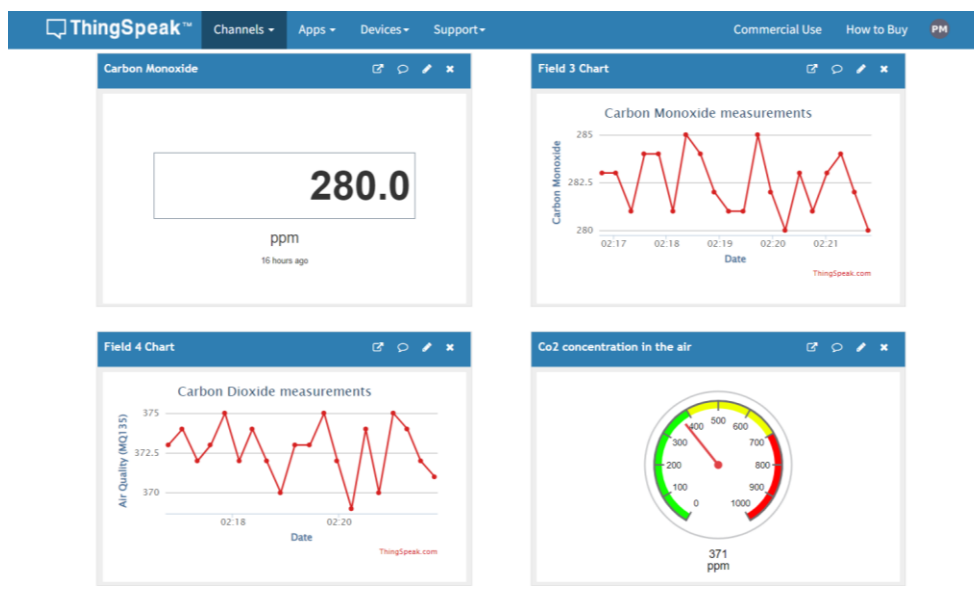 ThingSpeak™ Channels Apps Devices Support Commercial Use How to Buy PM
Carbon Monoxide
280.0
ppm
16 hours ago
Field 3 Chart
Carbon Monoxide measurements
Carbon Monoxide
285
282.5
280
02:17 02:18 02:19 02:20 02:21
Date
ThingSpeak.com
Field 4 Chart
Carbon Dioxide measurements
Air Quality (MQ135)
375
372.5
370
02:18 02:20
Date
ThingSpeak.com
Co2 concentration in the air
0 100 200 300 400 500 600 700 800 900 1000
371
ppm